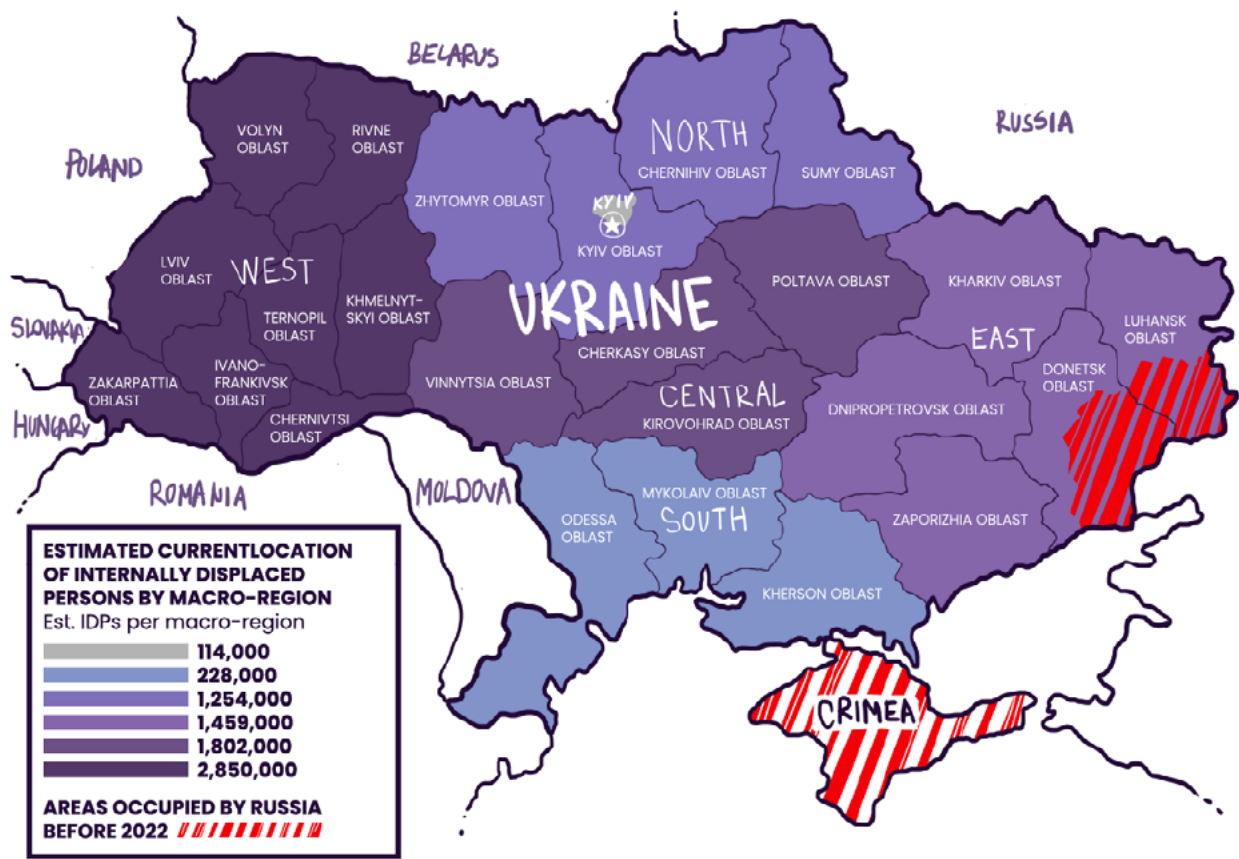 BELARUS
RUSSIA
POLAND
NORTH
VOLYN
OBLAST
RIVNE
OBLAST
ZHYTOMYR OBLAST
CHERNIHIV OBLAST
SUMY OBLAST
KYIV
KYIV OBLAST
LVIV
OBLAST
WEST
TERNOPIL
OBLAST
KHMELNYT-
SKYI OBLAST
UKRAINE
POLTAVA OBLAST
KHARKIV OBLAST
LUHANSK
OBLAST
EAST
SLOVAKIA
CHERKASY OBLAST
DONETSK
OBLAST
ZAKARPATTIA
OBLAST
IVANO-
FRANKIVSK
OBLAST
VINNYTSIA OBLAST
CENTRAL
KIROVOHRAD OBLAST
DNIPROPETROVSK OBLAST
HUNGARY
CHERNIVTSI
OBLAST
ROMANIA
MOLDOVA
MYKOLAIV OBLAST
SOUTH
ODESSA
OBLAST
ZAPORIZHIA OBLAST
KHERSON OBLAST
CRIMEA
ESTIMATED CURRENTLOCATION
OF INTERNALLY DISPLACED
PERSONS BY MACRO-REGION
Est. IDPs per macro-region
114,000
228,000
1,254,000
1,459,000
1,802,000
2,850,000
AREAS OCCUPIED BY RUSSIA
BEFORE 2022